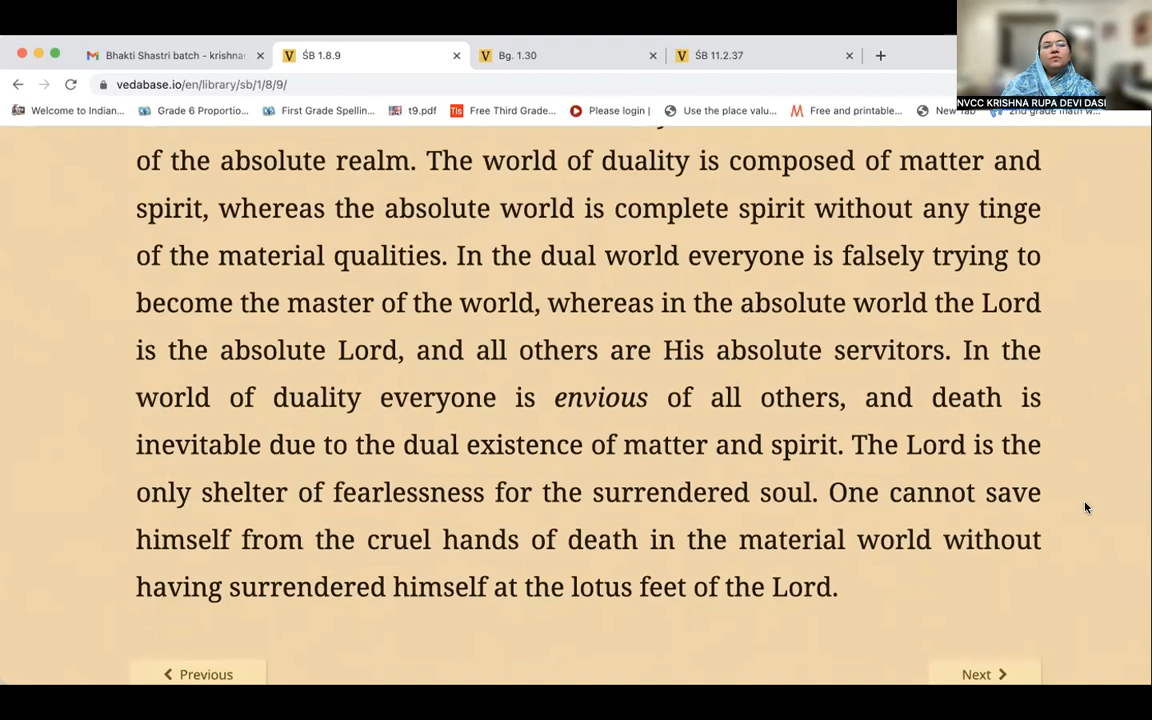 Bhakti Shastri batch - krishna
ŚB 1.8.9
Bg. 1.30
ŚB 11.2.37
vedabase.io/en/library/sb/1/8/9/
NVCC KRISHNA RUPA DEVI DASI
Welcome to Indian...
Grade 6 Proportio...
First Grade Spellin...
t9.pdf
Free Third Grade...
Please login |
Use the place valu...
Free and printable...
New Tab
2nd grade math w...
of the absolute realm. The world of duality is composed of matter and
spirit, whereas the absolute world is complete spirit without any tinge
of the material qualities. In the dual world everyone is falsely trying to
become the master of the world, whereas in the absolute world the Lord
is the absolute Lord, and all others are His absolute servitors. In the
world of duality everyone is envious of all others, and death is
inevitable due to the dual existence of matter and spirit. The Lord is the
only shelter of fearlessness for the surrendered soul. One cannot save
himself from the cruel hands of death in the material world without
having surrendered himself at the lotus feet of the Lord.
Previous
Next